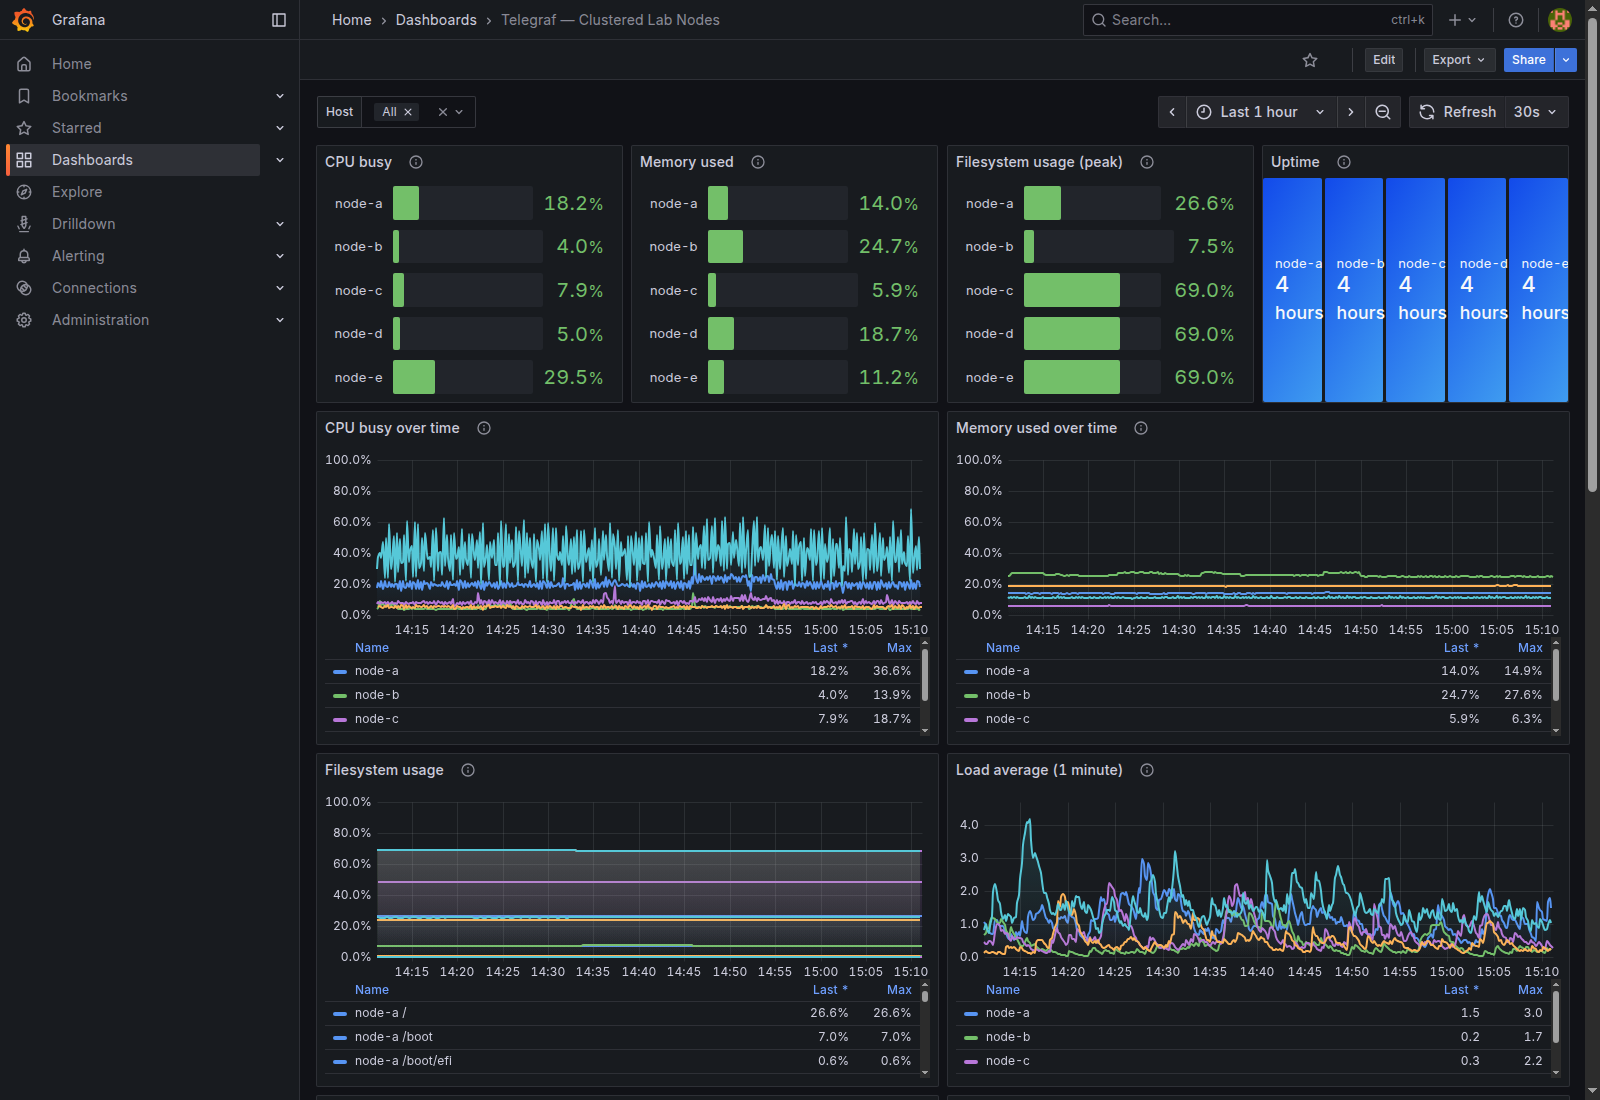 Grafana
Home › Dashboards › Telegraf — Clustered Lab Nodes
Search...
ctrl+k
Home
Bookmarks
Starred
Dashboards
Explore
Drilldown
Alerting
Connections
Administration
Edit
Export
Share
Host
All
Last 1 hour
Refresh
30s
CPU busy
node-a 18.2%
node-b 4.0%
node-c 7.9%
node-d 5.0%
node-e 29.5%
Memory used
node-a 14.0%
node-b 24.7%
node-c 5.9%
node-d 18.7%
node-e 11.2%
Filesystem usage (peak)
node-a 26.6%
node-b 7.5%
node-c 69.0%
node-d 69.0%
node-e 69.0%
Uptime
node-a node-b node-c node-d node-e
4 4 4 4 4
hours hours hours hours hours
CPU busy over time
100.0%
80.0%
60.0%
40.0%
20.0%
0.0%
14:15 14:20 14:25 14:30 14:35 14:40 14:45 14:50 14:55 15:00 15:05 15:10
Name Last * Max
node-a 18.2% 36.6%
node-b 4.0% 13.9%
node-c 7.9% 18.7%
Memory used over time
100.0%
80.0%
60.0%
40.0%
20.0%
0.0%
14:15 14:20 14:25 14:30 14:35 14:40 14:45 14:50 14:55 15:00 15:05 15:10
Name Last * Max
node-a 14.0% 14.9%
node-b 24.7% 27.6%
node-c 5.9% 6.3%
Filesystem usage
100.0%
80.0%
60.0%
40.0%
20.0%
0.0%
14:15 14:20 14:25 14:30 14:35 14:40 14:45 14:50 14:55 15:00 15:05 15:10
Name Last * Max
node-a / 26.6% 26.6%
node-a /boot 7.0% 7.0%
node-a /boot/efi 0.6% 0.6%
Load average (1 minute)
4.0
3.0
2.0
1.0
0.0
14:15 14:20 14:25 14:30 14:35 14:40 14:45 14:50 14:55 15:00 15:05 15:10
Name Last * Max
node-a 1.5 3.0
node-b 0.2 1.7
node-c 0.3 2.2